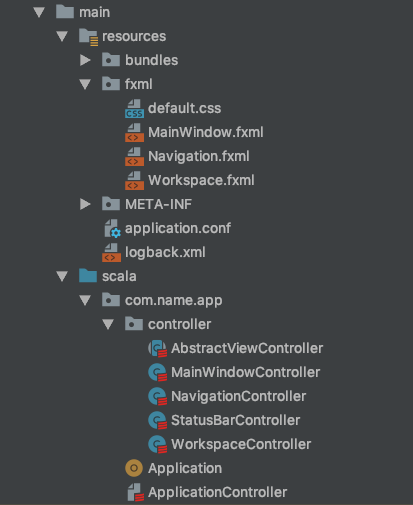 main
resources
bundles
fxml
default.css
MainWindow.fxml
Navigation.fxml
Workspace.fxml
META-INF
application.conf
logback.xml
scala
com.name.app
controller
AbstractViewController
MainWindowController
NavigationController
StatusBarController
WorkspaceController
Application
ApplicationController